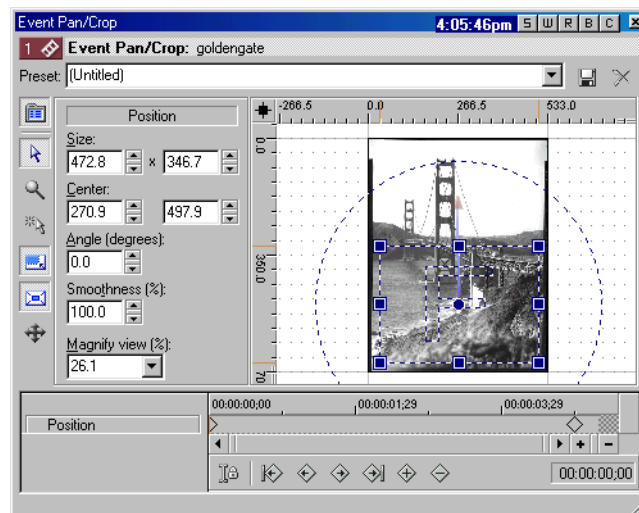 Event Pan/Crop 4:05:46pm S W R B C
1 Event Pan/Crop: goldengate
Preset: (Untitled)
Position
Size:
472.8 x 346.7
Center:
270.9 497.9
Angle (degrees):
0.0
Smoothness (%):
100.0
Magnify view (%):
26.1
-266.5 0.0 266.5 533.0
0.0
350.0
70
00:00:00;00 00:00:01;29 00:00:03;29
Position
00:00:00;00